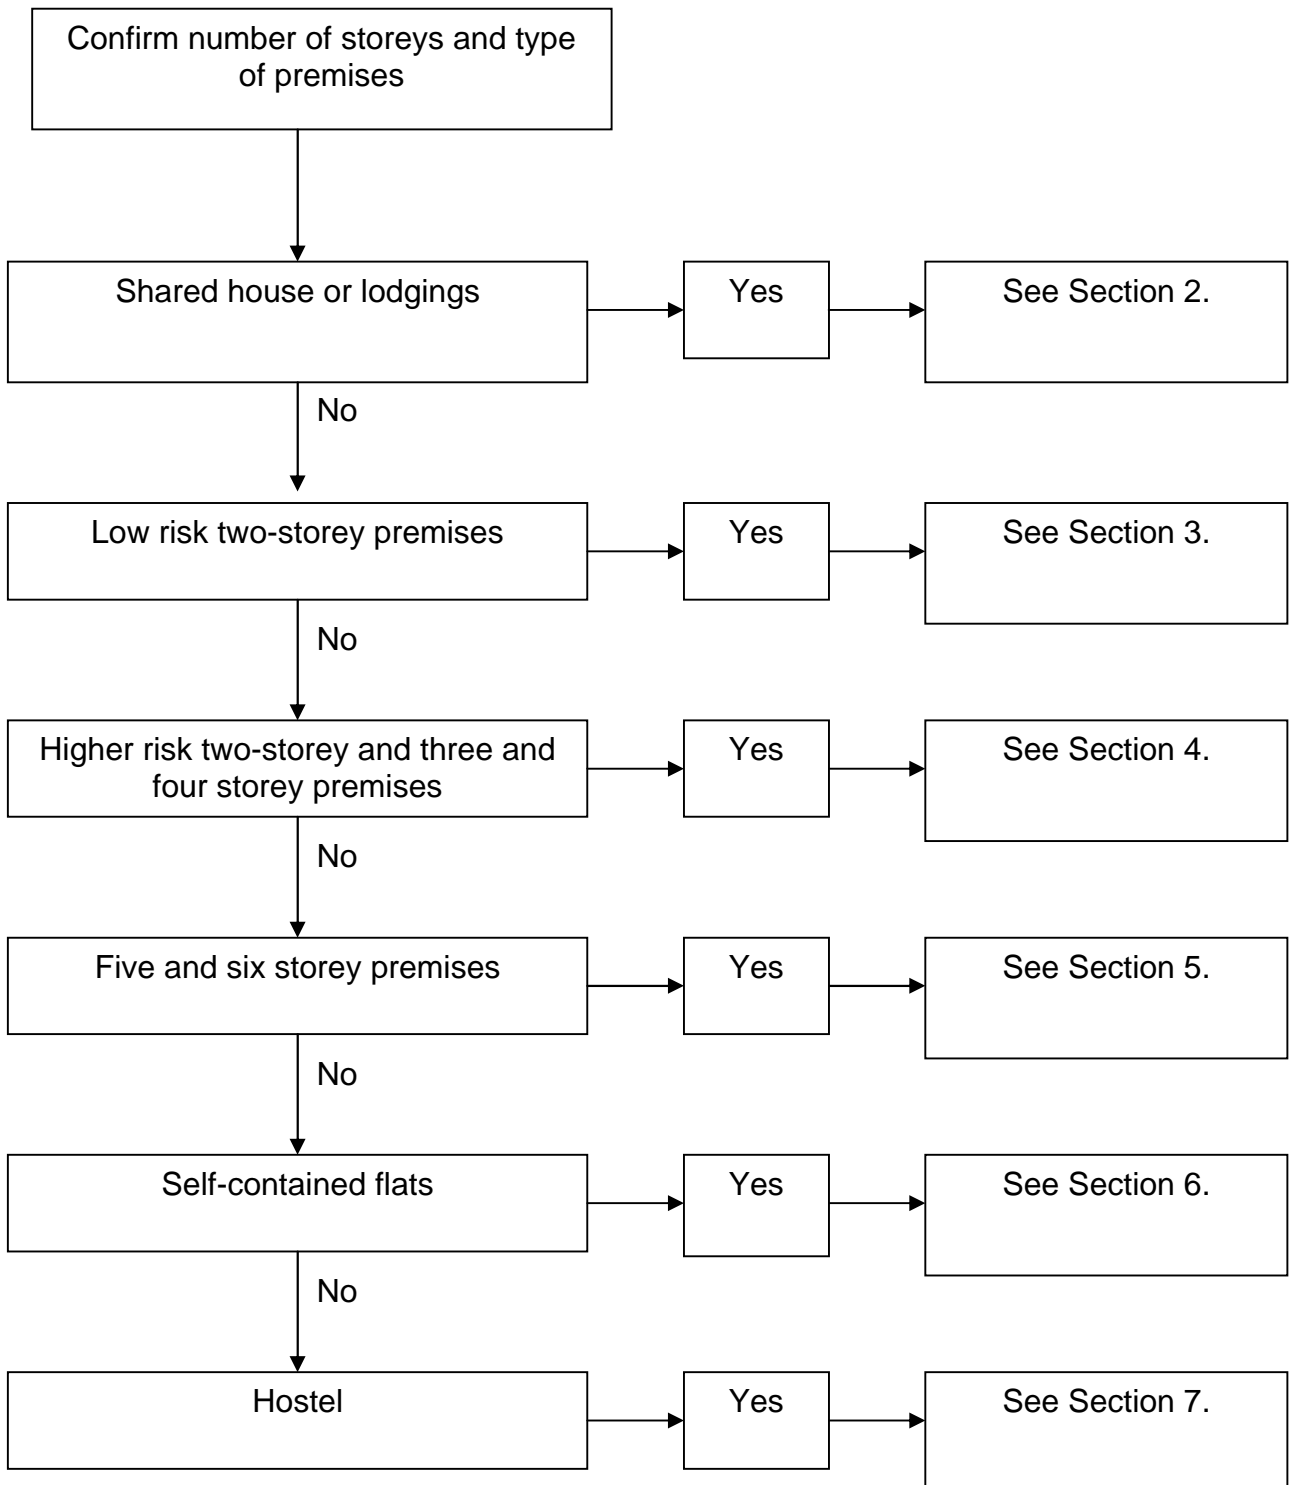 Confirm number of storeys and type
of premises
Shared house or lodgings
Yes
See Section 2.
No
Low risk two-storey premises
Yes
See Section 3.
No
Higher risk two-storey and three and
four storey premises
Yes
See Section 4.
No
Five and six storey premises
Yes
See Section 5.
No
Self-contained flats
Yes
See Section 6.
No
Hostel
Yes
See Section 7.